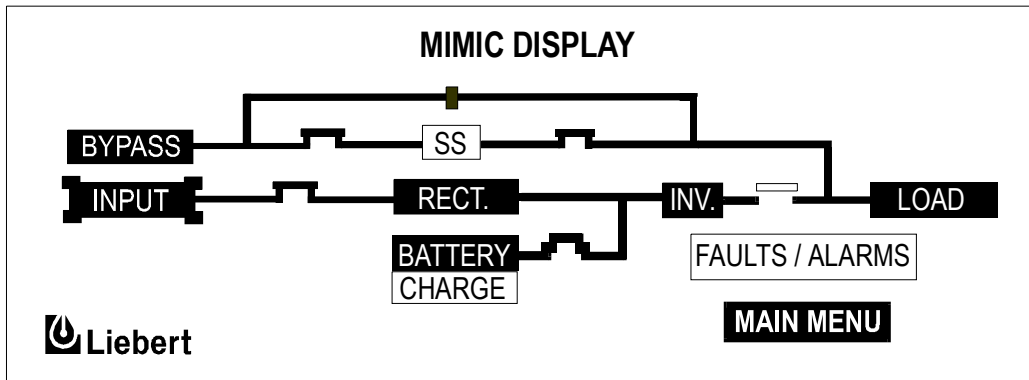 MIMIC DISPLAY
BYPASS
SS
INPUT
RECT.
INV.
LOAD
BATTERY
CHARGE
FAULTS / ALARMS
MAIN MENU
Liebert